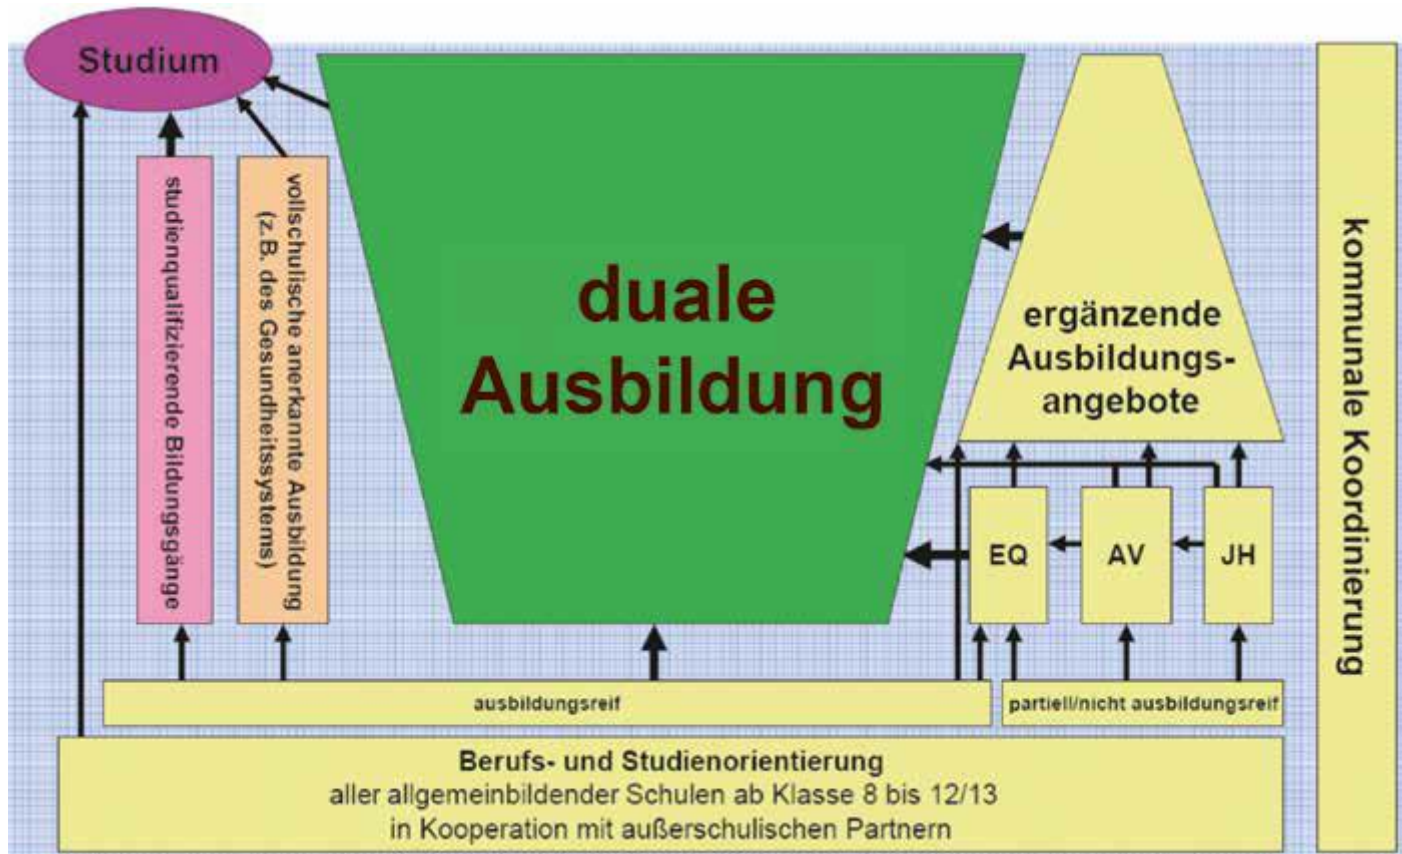 Studium
studienqualifizierende Bildungsgänge
vollschulische anerkannte Ausbildung
(z.B. des Gesundheitssystems)
duale
Ausbildung
ergänzende
Ausbildungs-
angebote
EQ
AV
JH
kommunale Koordinierung
ausbildungsreif
partiell/nicht ausbildungsreif
Berufs- und Studienorientierung
aller allgemeinbildender Schulen ab Klasse 8 bis 12/13
in Kooperation mit außerschulischen Partnern